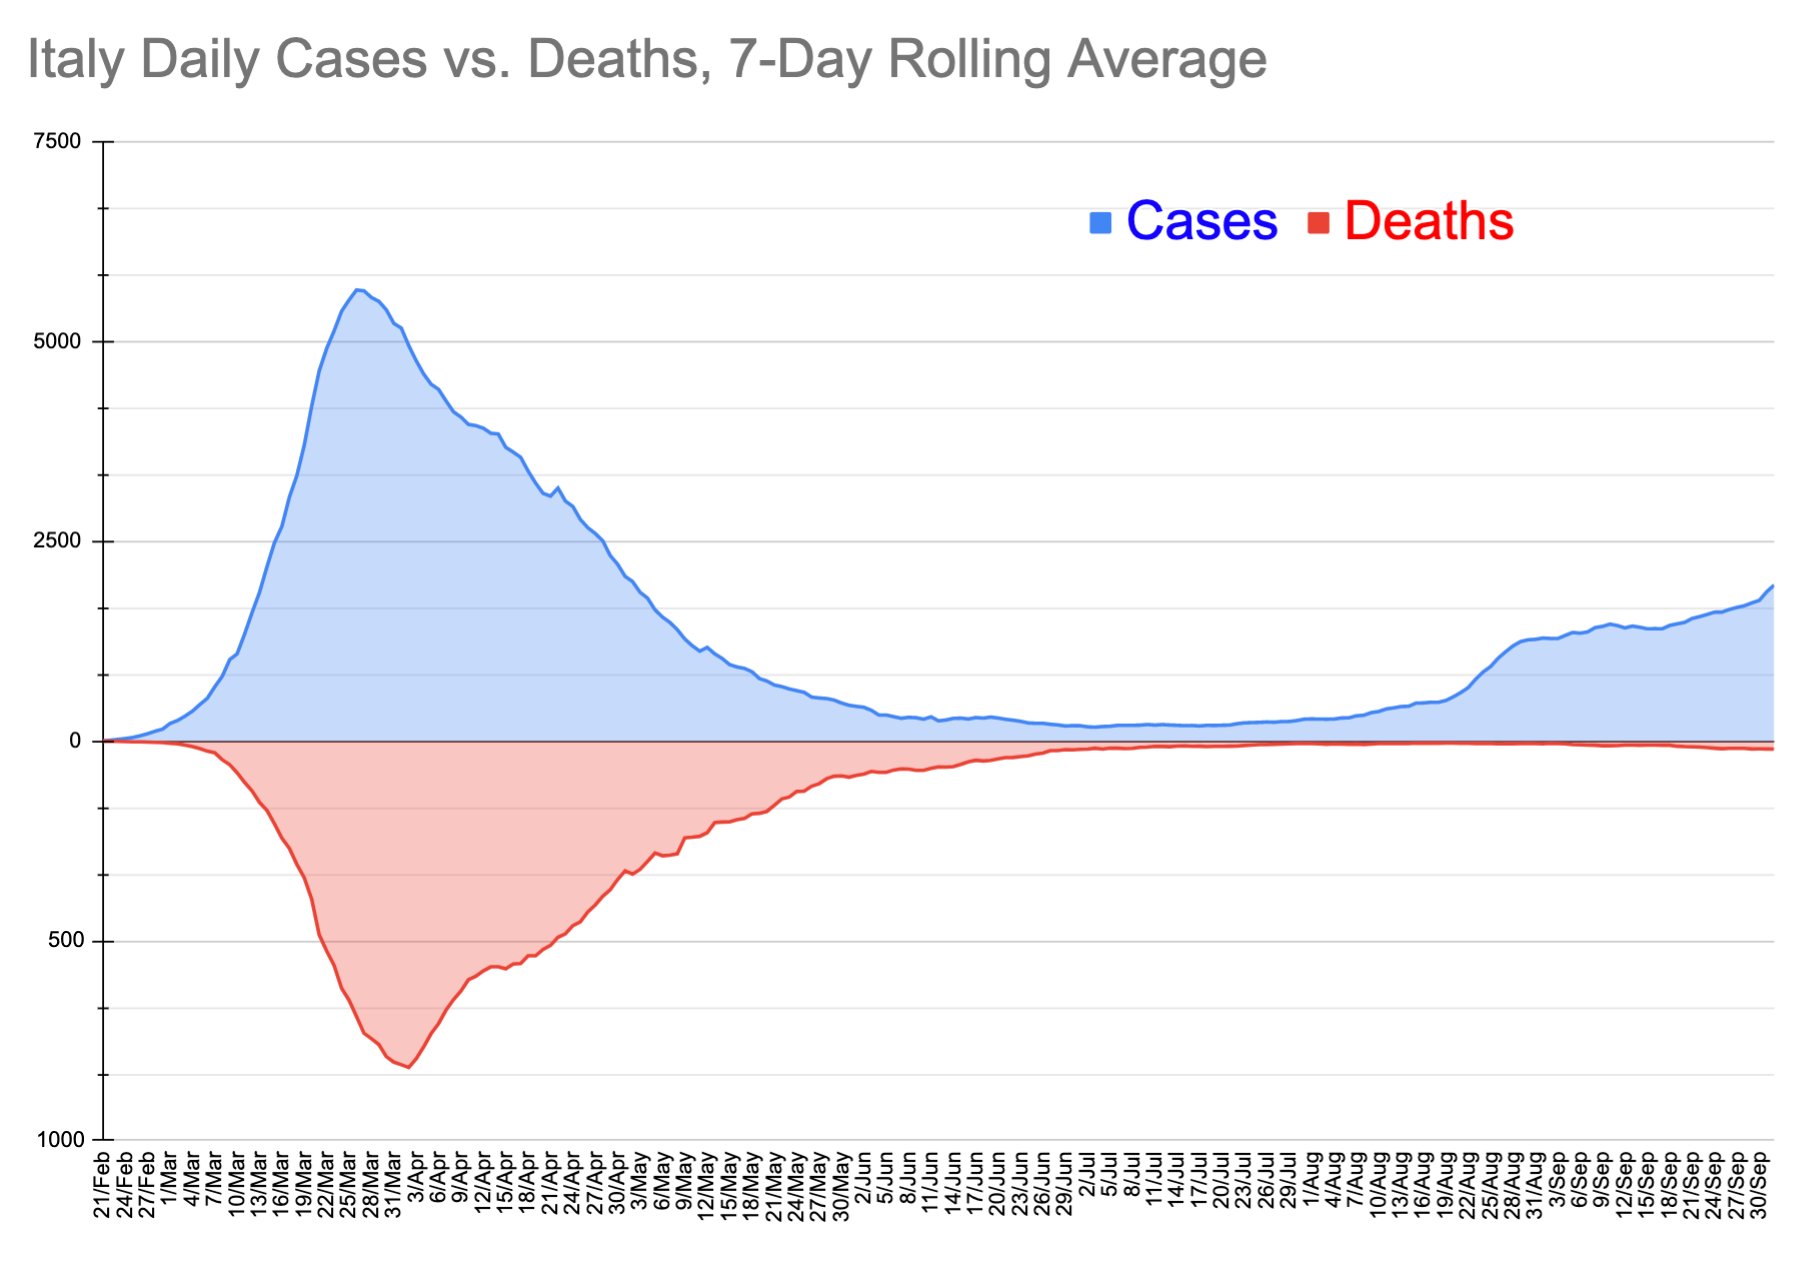 Italy Daily Cases vs. Deaths, 7-Day Rolling Average
7500
Cases Deaths
5000
2500
0
500
1000
21/Feb
24/Feb
27/Feb
1/Mar
4/Mar
7/Mar
10/Mar
13/Mar
16/Mar
19/Mar
22/Mar
25/Mar
28/Mar
31/Mar
3/Apr
6/Apr
9/Apr
12/Apr
15/Apr
18/Apr
21/Apr
24/Apr
27/Apr
30/Apr
3/May
6/May
9/May
12/May
15/May
18/May
21/May
24/May
27/May
30/May
2/Jun
5/Jun
8/Jun
11/Jun
14/Jun
17/Jun
20/Jun
23/Jun
26/Jun
29/Jun
2/Jul
5/Jul
8/Jul
11/Jul
14/Jul
17/Jul
20/Jul
23/Jul
26/Jul
29/Jul
1/Aug
4/Aug
7/Aug
10/Aug
13/Aug
16/Aug
19/Aug
22/Aug
25/Aug
28/Aug
31/Aug
3/Sep
6/Sep
9/Sep
12/Sep
15/Sep
18/Sep
21/Sep
24/Sep
27/Sep
30/Sep